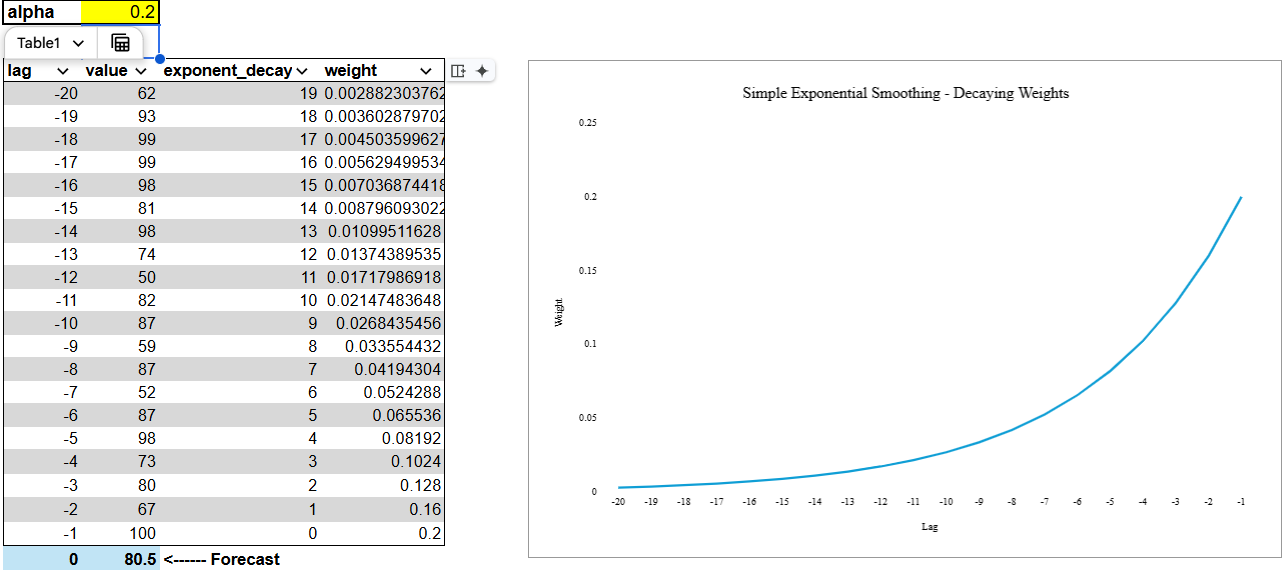 alpha 0.2
Table1
lag value exponent_decay weight
-20 62 19 0.002882303762
-19 93 18 0.003602879702
-18 99 17 0.004503599627
-17 99 16 0.005629499534
-16 98 15 0.007036874418
-15 81 14 0.008796093022
-14 98 13 0.01099511628
-13 74 12 0.01374389535
-12 50 11 0.01717986918
-11 82 10 0.02147483648
-10 87 9 0.0268435456
-9 59 8 0.033554432
-8 87 7 0.04194304
-7 52 6 0.0524288
-6 87 5 0.065536
-5 98 4 0.08192
-4 73 3 0.1024
-3 80 2 0.128
-2 67 1 0.16
-1 100 0 0.2
0 80.5 <------ Forecast
Simple Exponential Smoothing - Decaying Weights
0.25
0.2
0.15
0.1
0.05
0
Weight
-20 -19 -18 -17 -16 -15 -14 -13 -12 -11 -10 -9 -8 -7 -6 -5 -4 -3 -2 -1
Lag